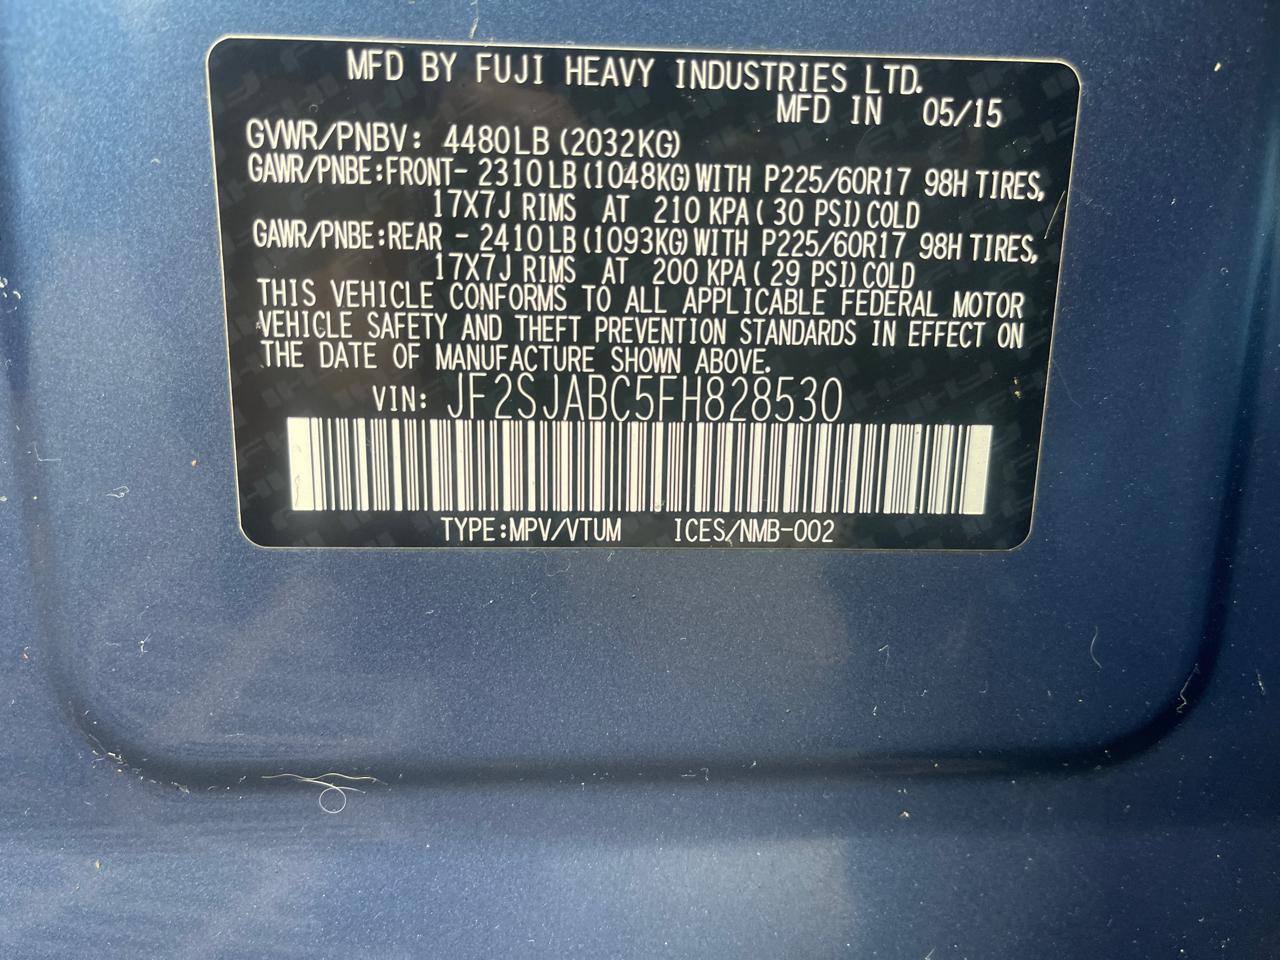 MFD BY FUJI HEAVY INDUSTRIES LTD.
MFD IN 05/15
GVWR/PNBV: 4480LB (2032KG)
GAWR/PNBE:FRONT- 2310LB (1048KG) WITH P225/60R17 98H TIRES,
17X7J RIMS AT 210 KPA ( 30 PSI) COLD
GAWR/PNBE:REAR - 2410LB (1093KG) WITH P225/60R17 98H TIRES,
17X7J RIMS AT 200 KPA ( 29 PSI) COLD
THIS VEHICLE CONFORMS TO ALL APPLICABLE FEDERAL MOTOR
VEHICLE SAFETY AND THEFT PREVENTION STANDARDS IN EFFECT ON
THE DATE OF MANUFACTURE SHOWN ABOVE.
VIN: JF2SJABC5FH828530
TYPE:MPV/VTUM ICES/NMB-002